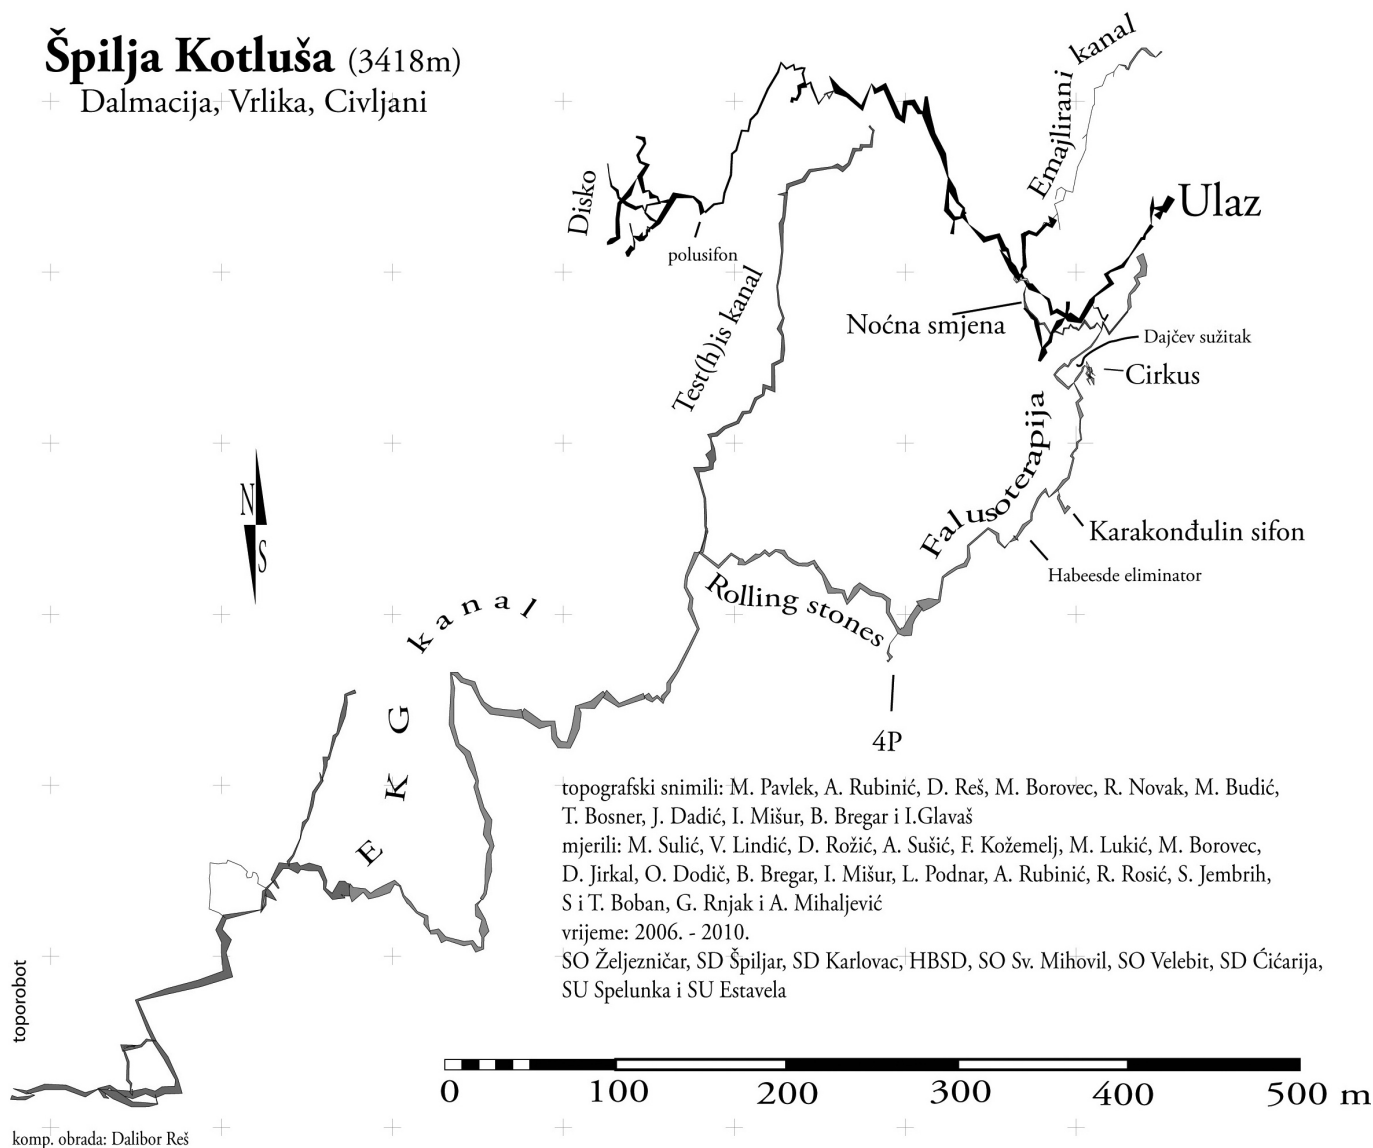 Špilja Kotluša (3418m)
Dalmacija, Vrlika, Civljani
Emajlirani kanal
Disko
Ulaz
polusifon
Test(h)is kanal
Noćna smjena
Dajčev sužitak
Cirkus
Falusoterapija
N
S
Karakonđulin sifon
Habeesde eliminator
Rolling stones
EKG kanal
4P
topografski snimili: M. Pavlek, A. Rubinić, D. Reš, M. Borovec, R. Novak, M. Budić,
T. Bosner, J. Dadić, I. Mišur, B. Bregar i I.Glavaš
mjerili: M. Sulić, V. Lindić, D. Rožić, A. Sušić, F. Koželmelj, M. Lukić, M. Borovec,
D. Jirkal, O. Dodič, B. Bregar, I. Mišur, L. Podnar, A. Rubinić, R. Rosić, S. Jembrih,
S i T. Boban, G. Rnjak i A. Mihaljević
vrijeme: 2006. - 2010.
SO Željezničar, SD Špiljar, SD Karlovac, HBSD, SO Sv. Mihovil, SO Velebit, SD Ćićarija,
SU Spelunka i SU Estavela
toporobot
0 100 200 300 400 500 m
komp. obrada: Dalibor Reš